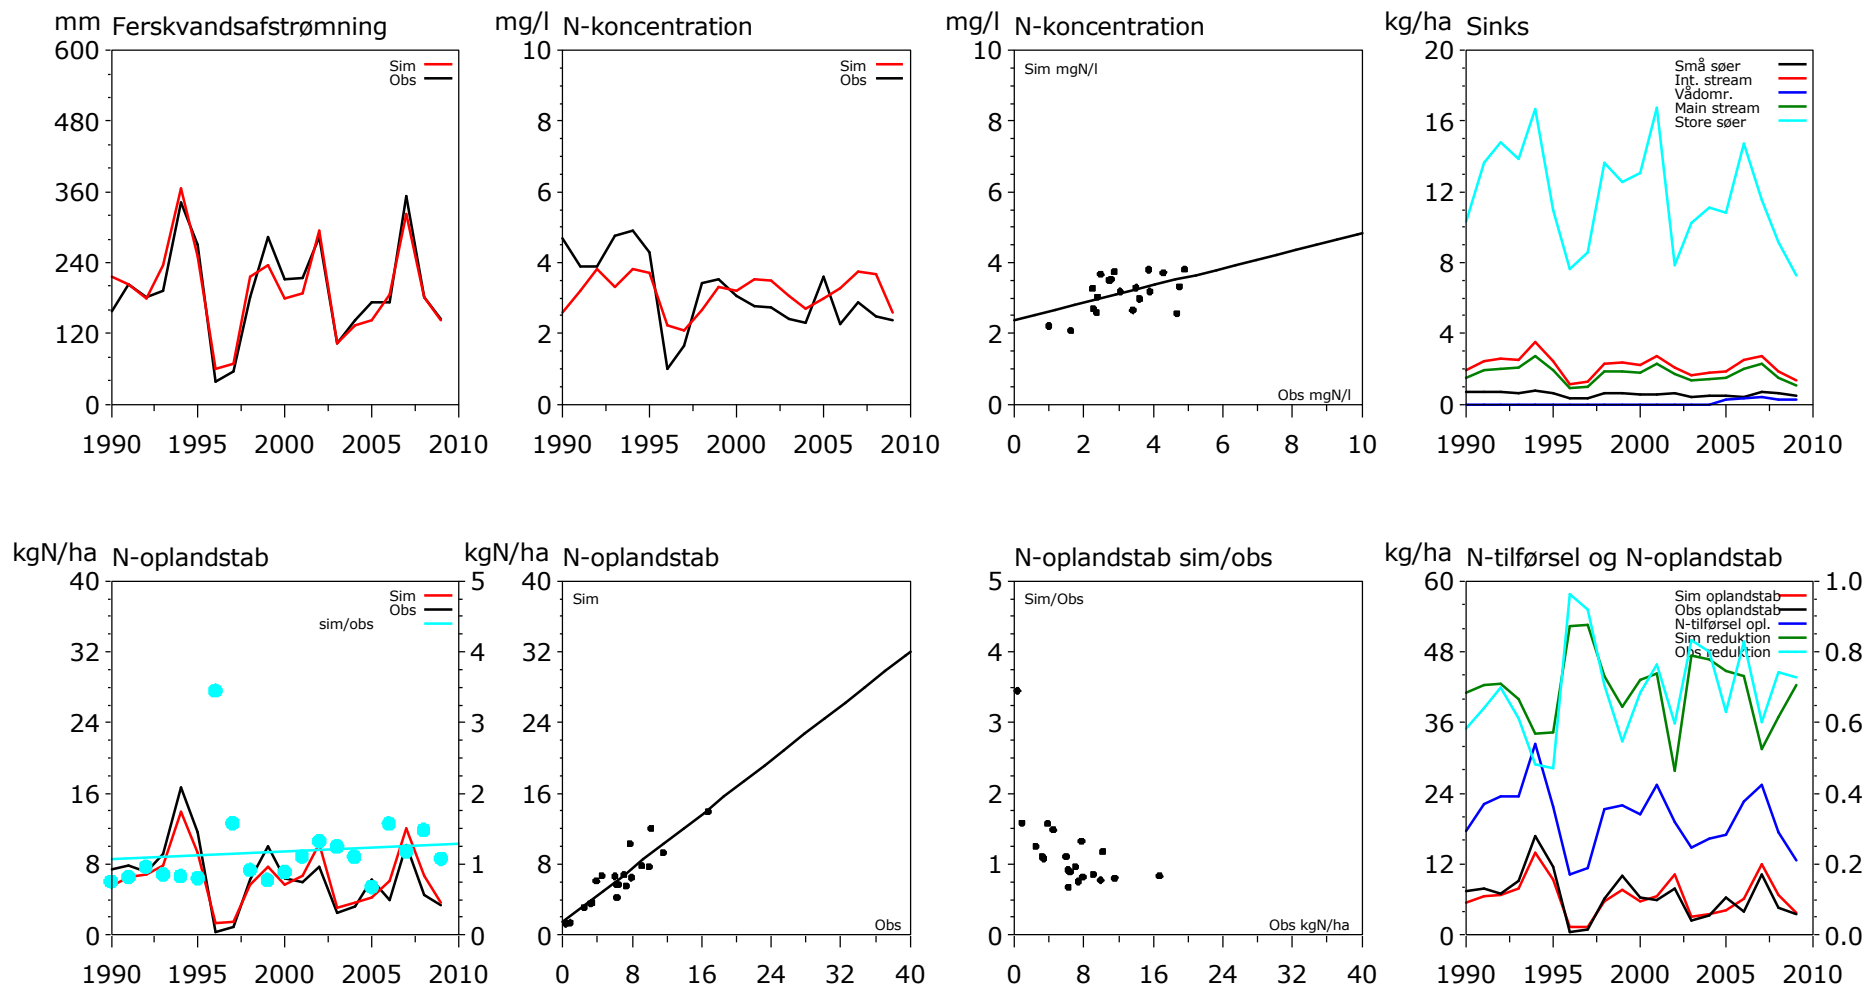 mm Ferskvandsafstrømning
600
480
360
240
120
0
Sim
Obs
1990 1995 2000 2005 2010
mg/l N-koncentration
10
8
6
4
2
0
Sim
Obs
1990 1995 2000 2005 2010
mg/l N-koncentration
10
8
6
4
2
0
Sim mgN/l
Obs mgN/l
0 2 4 6 8 10
kg/ha Sinks
20
16
12
8
4
0
Små søer
Int. stream
Vådomr.
Main stream
Store søer
1990 1995 2000 2005 2010
kgN/ha N-oplandstab
40
32
24
16
8
0
Sim
Obs
sim/obs
5
4
3
2
1
0
1990 1995 2000 2005 2010
kgN/ha N-oplandstab
40
32
24
16
8
0
Sim
Obs
0 8 16 24 32 40
N-oplandstab sim/obs
5
4
3
2
1
0
Sim/Obs
Obs kgN/ha
0 8 16 24 32 40
kg/ha N-tilførsel og N-oplandstab
60
48
36
24
12
0
Sim oplandstab
Obs oplandstab
N-tilførsel opl.
Sim reduktion
Obs reduktion
1.0
0.8
0.6
0.4
0.2
0.0
1990 1995 2000 2005 2010